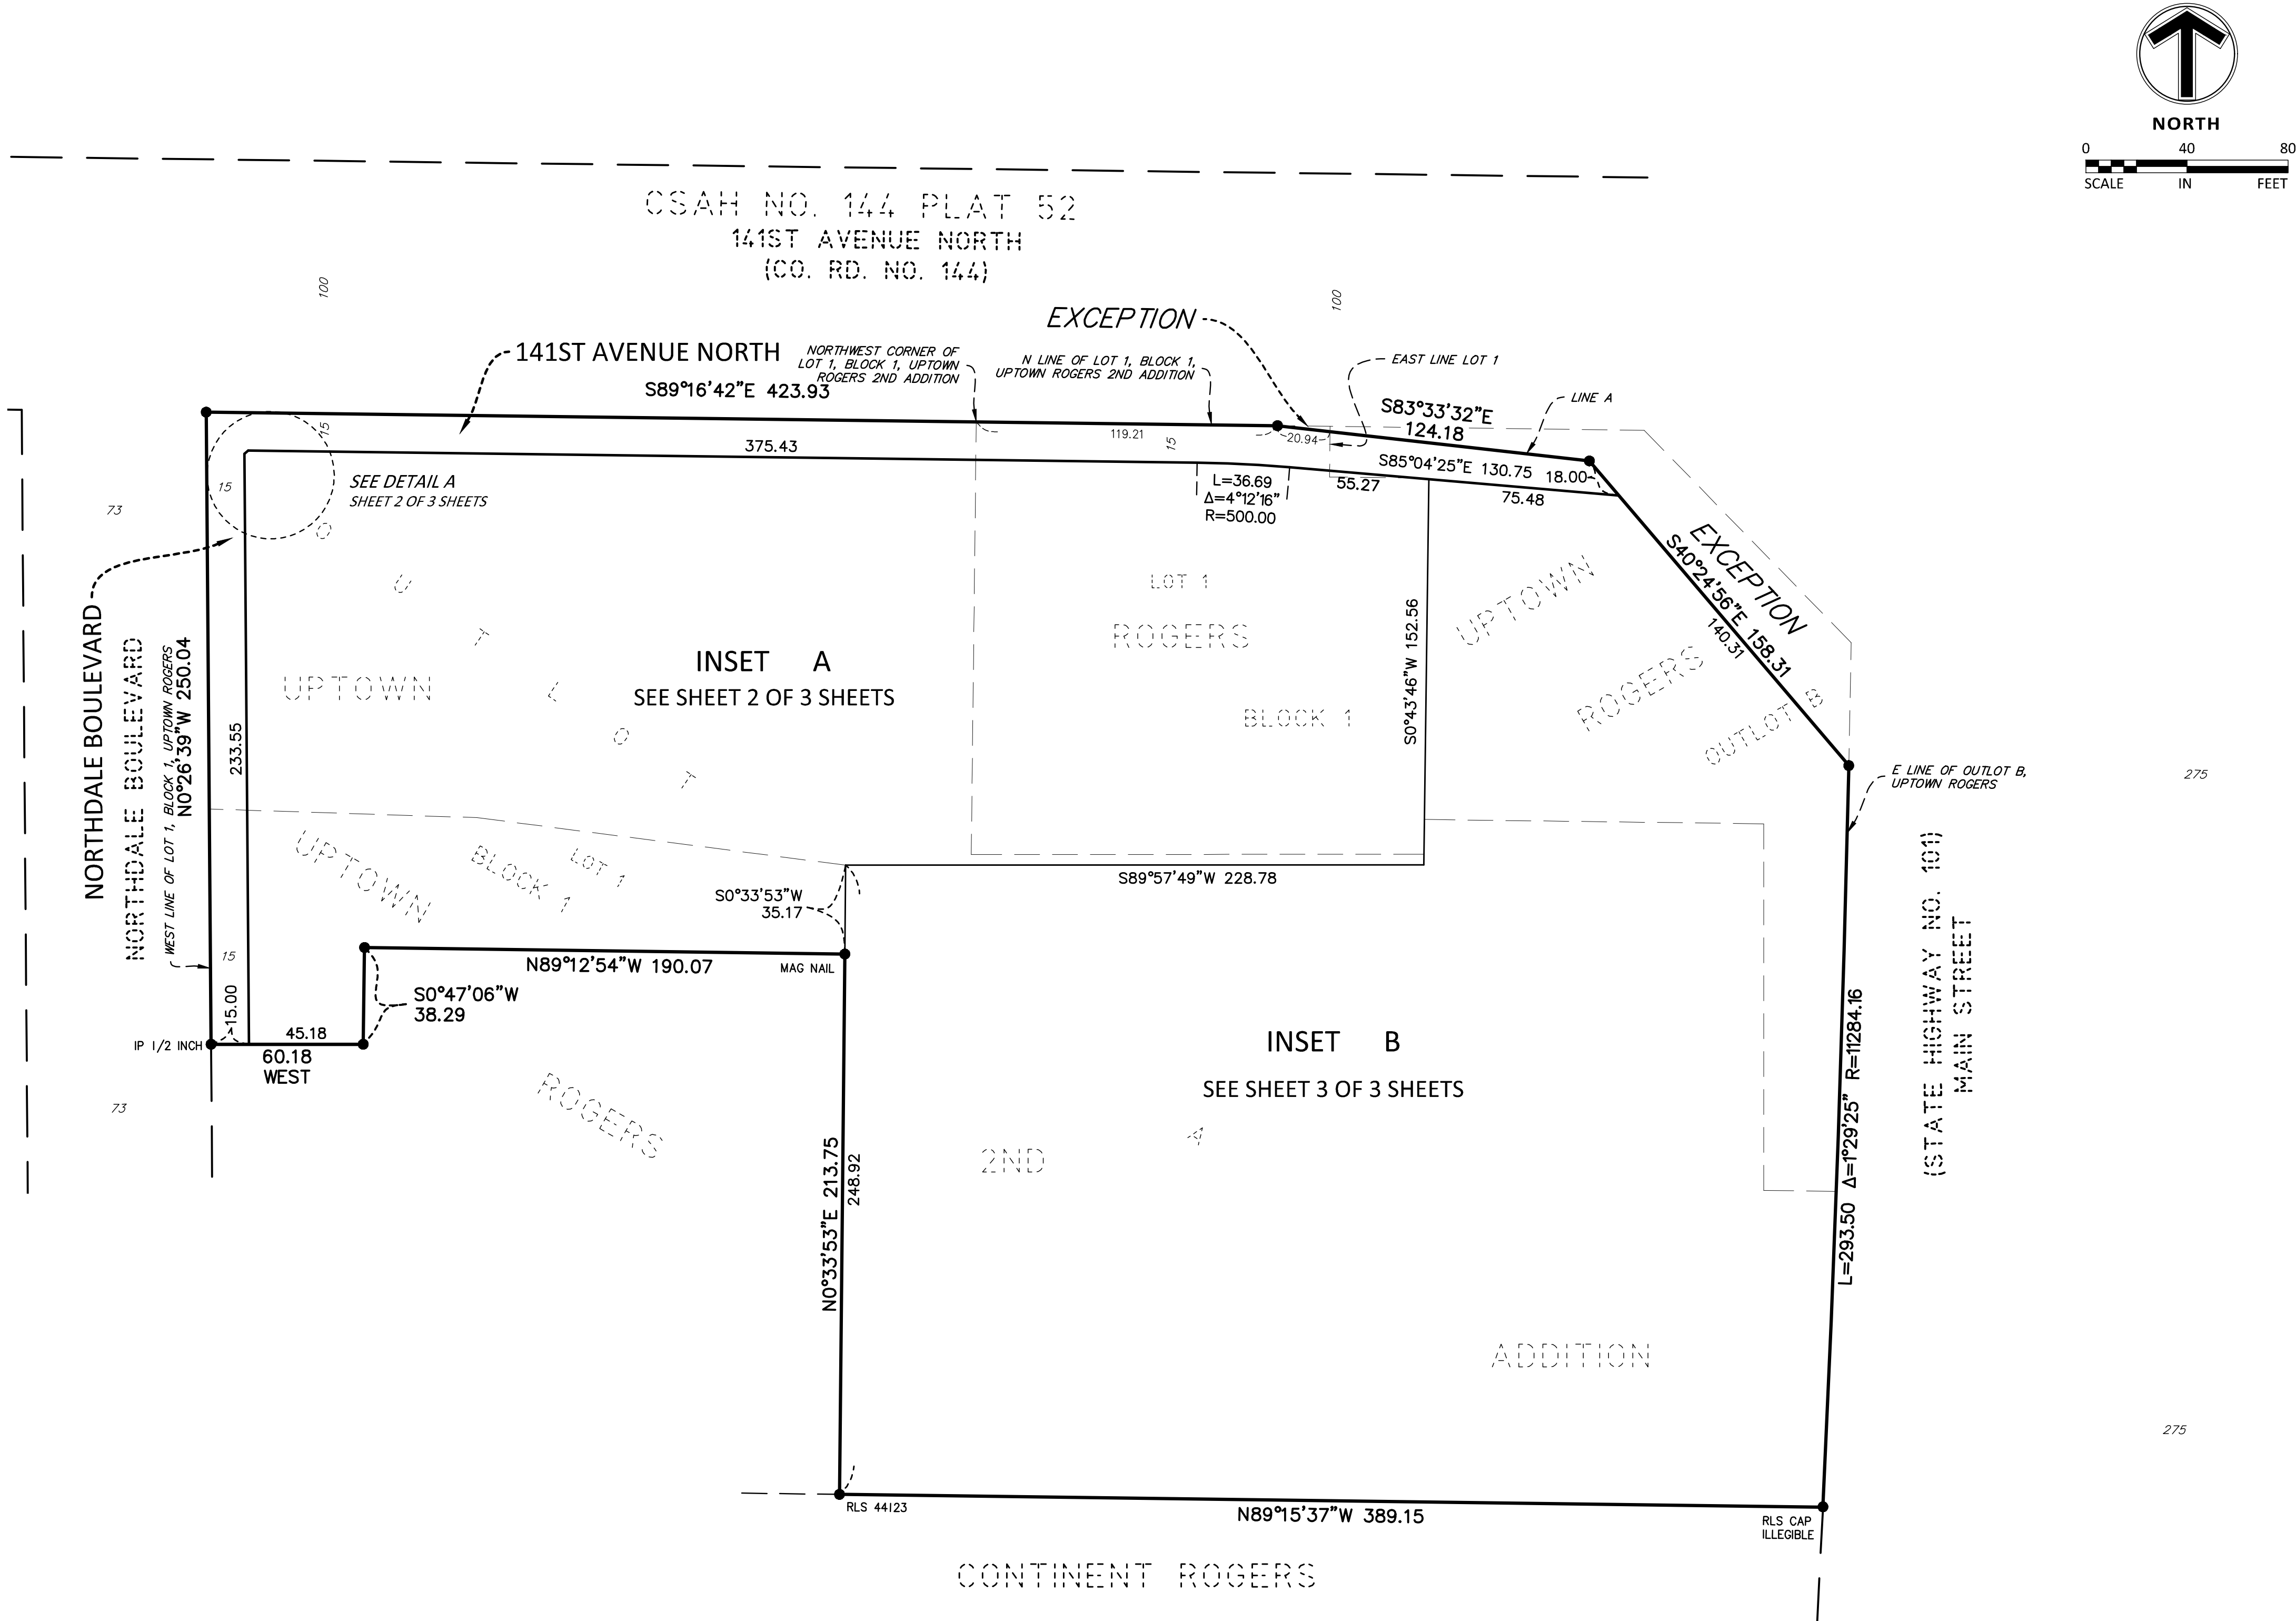 NORTH
0 40 80
SCALE IN FEET
CSAH NO. 144 PLAT 52
141ST AVENUE NORTH
(CO. RD. NO. 144)
100
100
EXCEPTION
141ST AVENUE NORTH
NORTHWEST CORNER OF
LOT 1, BLOCK 1, UPTOWN
ROGERS 2ND ADDITION
N LINE OF LOT 1, BLOCK 1,
UPTOWN ROGERS 2ND ADDITION
EAST LINE LOT 1
LINE A
S89°16'42"E 423.93
S83°33'32"E
124.18
15
119.21
15
20.94
375.43
S85°04'25"E 130.75
18.00
L=36.69
Δ=4°12'16"
R=500.00
55.27
75.48
SEE DETAIL A
SHEET 2 OF 3 SHEETS
15
73
EXCEPTION
S40°24'56"E 158.31
140.31
O
U
T
L
O
T
LOT 1
ROGERS
BLOCK 1
UPTOWN
ROGERS
OUTLOT B
S0°43'46"W 152.56
INSET A
SEE SHEET 2 OF 3 SHEETS
UPTOWN
NORTHDALE BOULEVARD
NORTHDALE BOULEVARD
WEST LINE OF LOT 1, BLOCK 1, UPTOWN ROGERS
N0°26'39"W 250.04
233.55
E LINE OF OUTLOT B,
UPTOWN ROGERS
275
UPTOWN
BLOCK 1
LOT 1
S0°33'53"W
35.17
S89°57'49"W 228.78
15
15.00
N89°12'54"W 190.07
MAG NAIL
S0°47'06"W
38.29
IP 1/2 INCH
45.18
60.18
WEST
73
ROGERS
INSET B
SEE SHEET 3 OF 3 SHEETS
A
2ND
N0°33'53"E 213.75
248.92
L=293.50 Δ=1°29'25" R=11284.16
(STATE HIGHWAY NO. 101)
MAIN STREET
ADDITION
275
RLS 44123
N89°15'37"W 389.15
RLS CAP
ILLEGIBLE
CONTINENT ROGERS